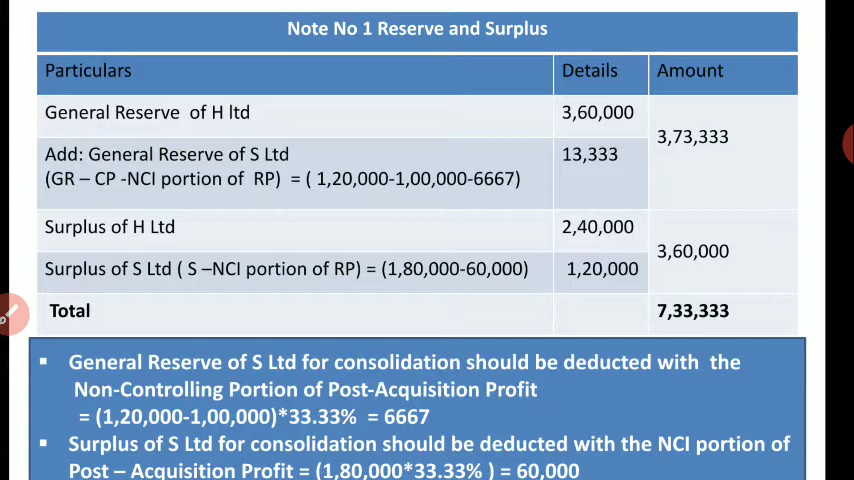 Note No 1 Reserve and Surplus
Particulars Details Amount
General Reserve of H ltd 3,60,000
3,73,333
Add: General Reserve of S Ltd 13,333
(GR – CP -NCI portion of RP) = ( 1,20,000-1,00,000-6667)
Surplus of H Ltd 2,40,000
3,60,000
Surplus of S Ltd ( S –NCI portion of RP) = (1,80,000-60,000) 1,20,000
Total 7,33,333
▪ General Reserve of S Ltd for consolidation should be deducted with the
Non-Controlling Portion of Post-Acquisition Profit
= (1,20,000-1,00,000)*33.33% = 6667
▪ Surplus of S Ltd for consolidation should be deducted with the NCI portion of
Post – Acquisition Profit = (1,80,000*33.33% ) = 60,000